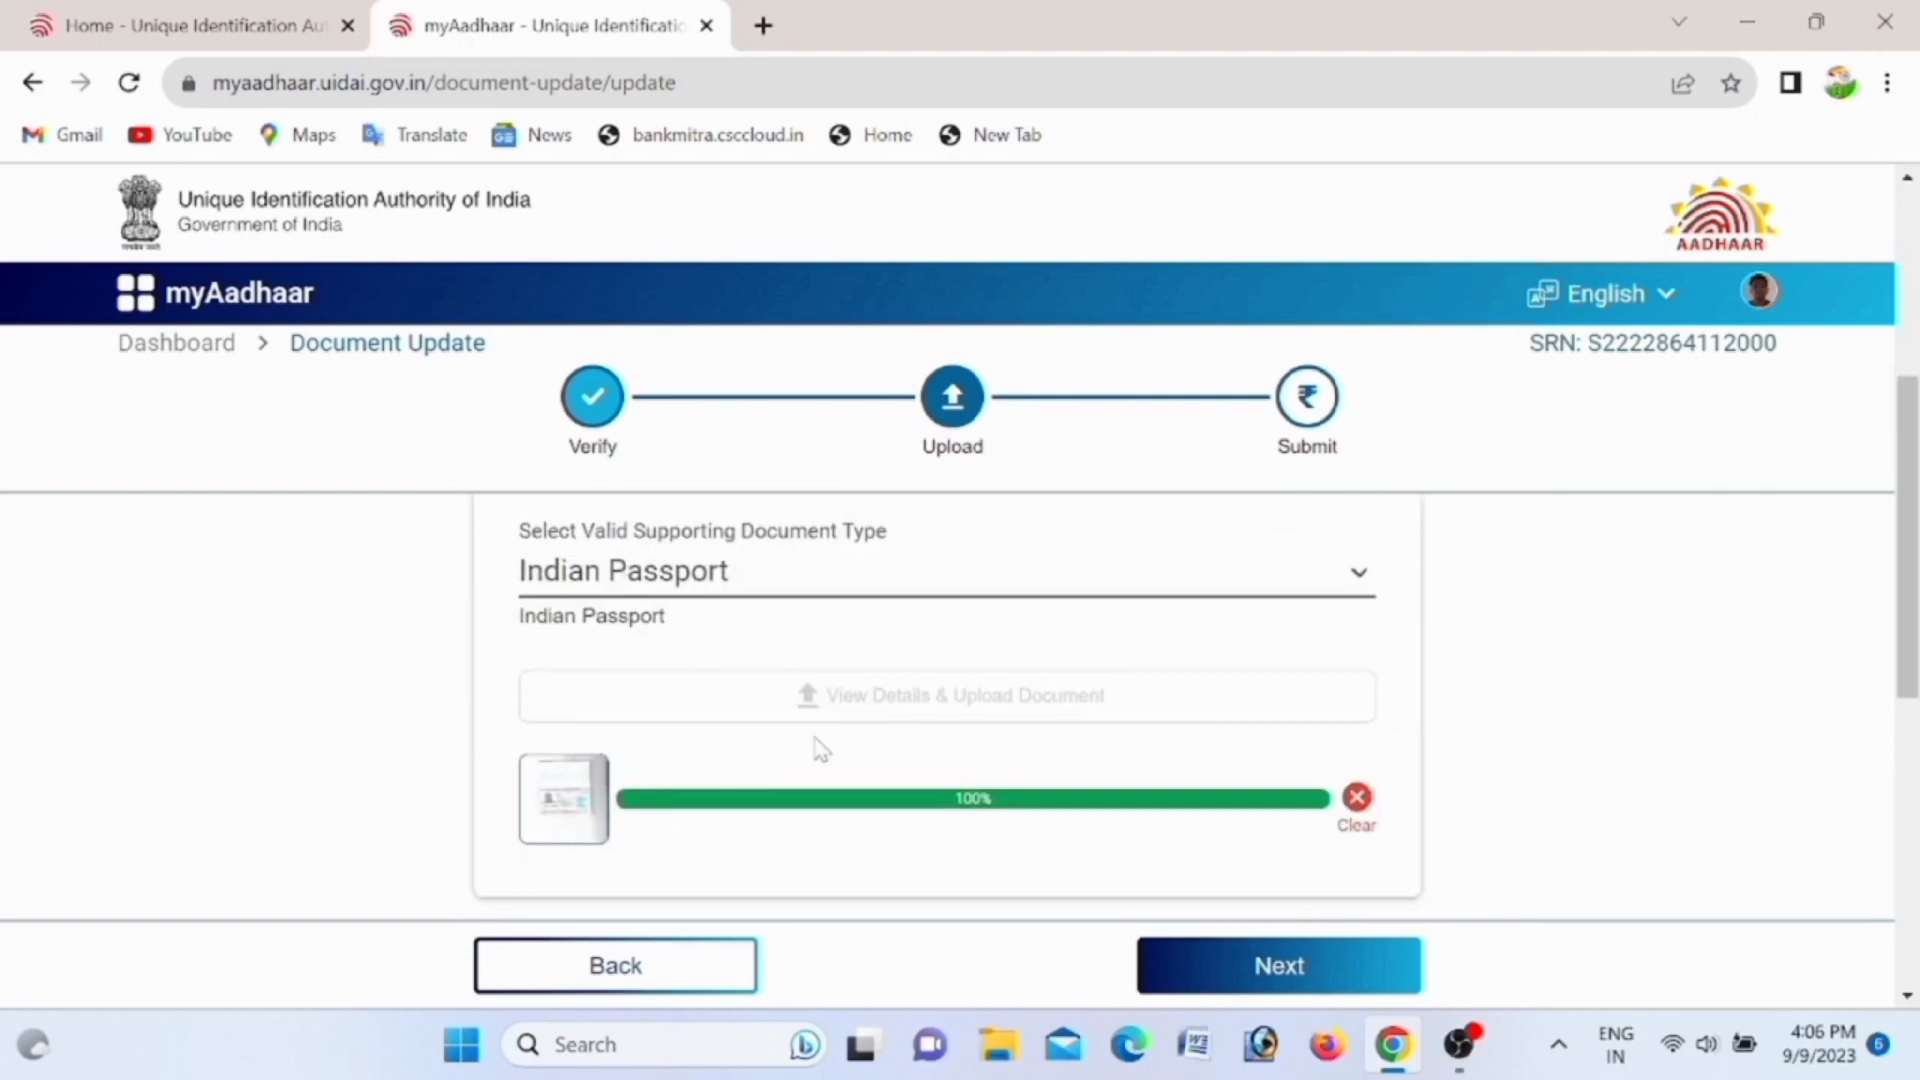 Home - Unique Identification Au
myAadhaar - Unique Identificatio
myaadhaar.uidai.gov.in/document-update/update
Gmail
YouTube
Maps
Translate
News
bankmitra.csccloud.in
Home
New Tab
Unique Identification Authority of India
Government of India
AADHAAR
myAadhaar
English
Dashboard > Document Update
SRN: S2222864112000
Verify
Upload
Submit
Select Valid Supporting Document Type
Indian Passport
Indian Passport
View Details & Upload Document
100%
Clear
Back
Next
Search
ENG
IN
4:06 PM
9/9/2023
6